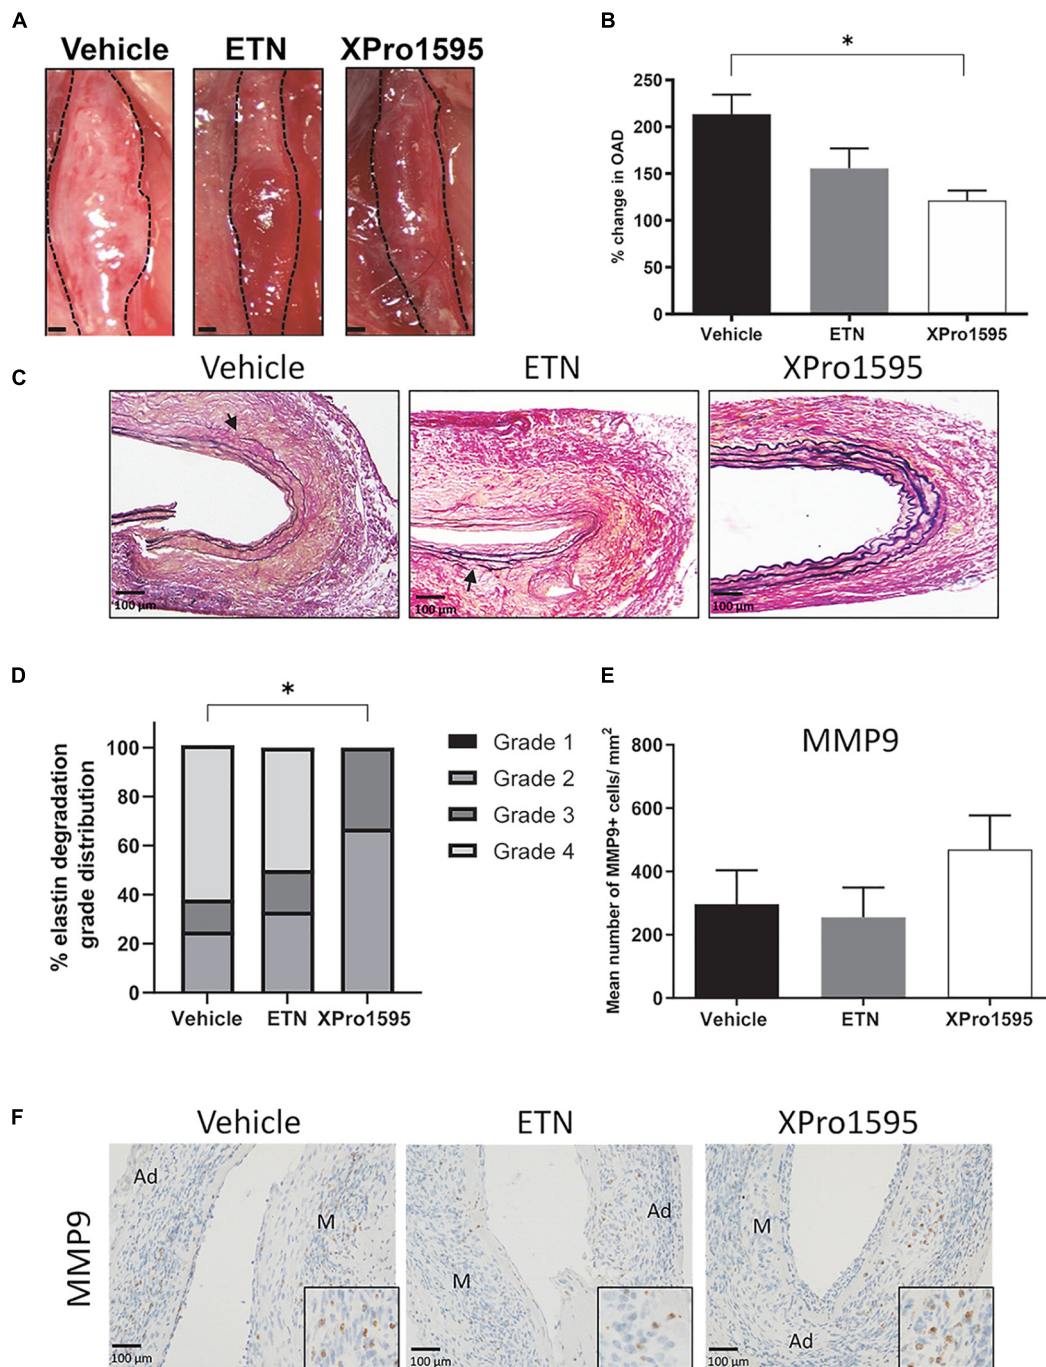 A
Vehicle ETN XPro1595
B
*
% change in OAD
250
200
150
100
50
0
Vehicle ETN XPro1595
C
Vehicle ETN XPro1595
100 µm
100 µm
100 µm
D
*
% elastin degradation
grade distribution
100
80
60
40
20
0
Vehicle ETN XPro1595
Grade 1
Grade 2
Grade 3
Grade 4
E
MMP9
Mean number of MMP9+ cells/ mm²
800
600
400
200
0
Vehicle ETN XPro1595
F
Vehicle ETN XPro1595
MMP9
Ad
M
100 µm
Ad
M
100 µm
M
Ad
100 µm